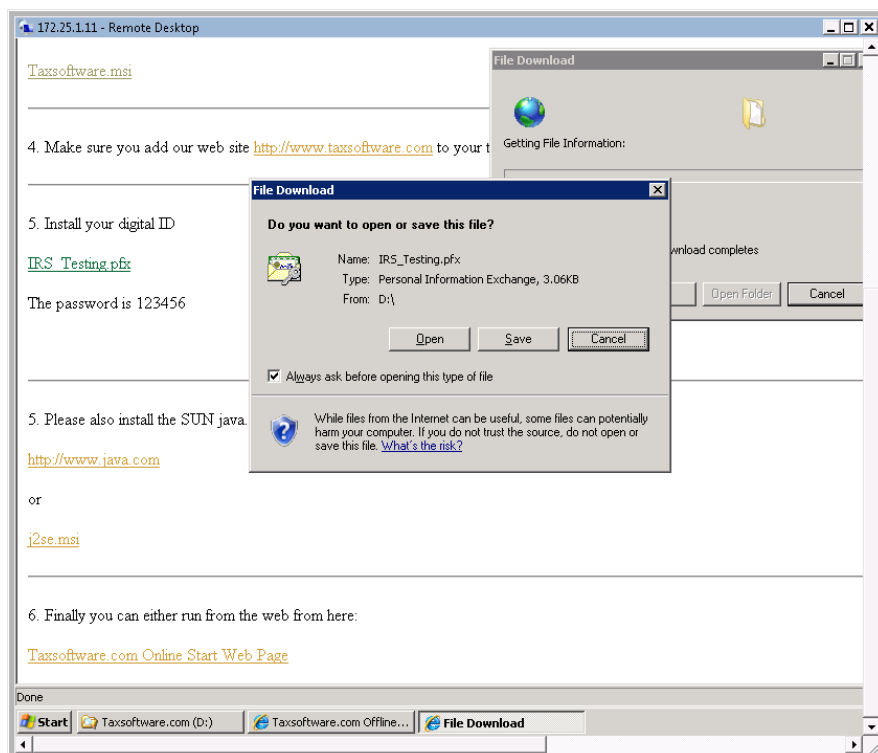 172.25.1.11 - Remote Desktop
Taxsoftware.msi
File Download
Getting File Information:
4. Make sure you add our web site http://www.taxsoftware.com to your t
File Download
Do you want to open or save this file?
5. Install your digital ID
IRS_Testing.pfx
The password is 123456
Name: IRS_Testing.pfx
Type: Personal Information Exchange, 3.06KB
From: D:\
wnload completes
Open Folder
Cancel
Open
Save
Cancel
Always ask before opening this type of file
5. Please also install the SUN java.
http://www.java.com
or
j2se.msi
While files from the Internet can be useful, some files can potentially
harm your computer. If you do not trust the source, do not open or
save this file. What's the risk?
6. Finally you can either run from the web from here:
Taxsoftware.com Online Start Web Page
Done
Start
Taxsoftware.com (D:)
Taxsoftware.com Offline...
File Download